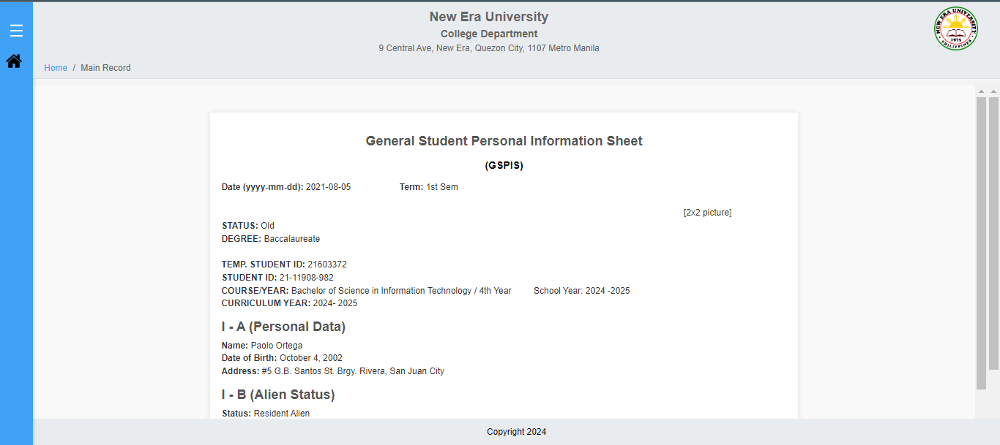 New Era University
College Department
9 Central Ave, New Era, Quezon City, 1107 Metro Manila
NEW ERA UNIVERSITY
1975
PHILIPPINES
Home / Main Record
General Student Personal Information Sheet
(GSPIS)
Date (yyyy-mm-dd): 2021-08-05 Term: 1st Sem
[2x2 picture]
STATUS: Old
DEGREE: Baccalaureate
TEMP. STUDENT ID: 21603372
STUDENT ID: 21-11908-982
COURSE/YEAR: Bachelor of Science in Information Technology / 4th Year School Year: 2024 -2025
CURRICULUM YEAR: 2024- 2025
I - A (Personal Data)
Name: Paolo Ortega
Date of Birth: October 4, 2002
Address: #5 G.B. Santos St. Brgy. Rivera, San Juan City
I - B (Alien Status)
Status: Resident Alien
Copyright 2024